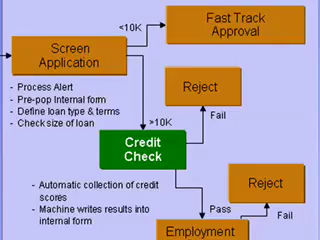 <10K
Fast Track
Approval
Screen
Application
- Process Alert
- Pre-pop Internal form
- Define loan type & terms
- Check size of loan
Reject
>10K
Fail
Credit
Check
- Automatic collection of credit
scores
- Machine writes results into
internal form
Reject
Pass
Fail
Employment